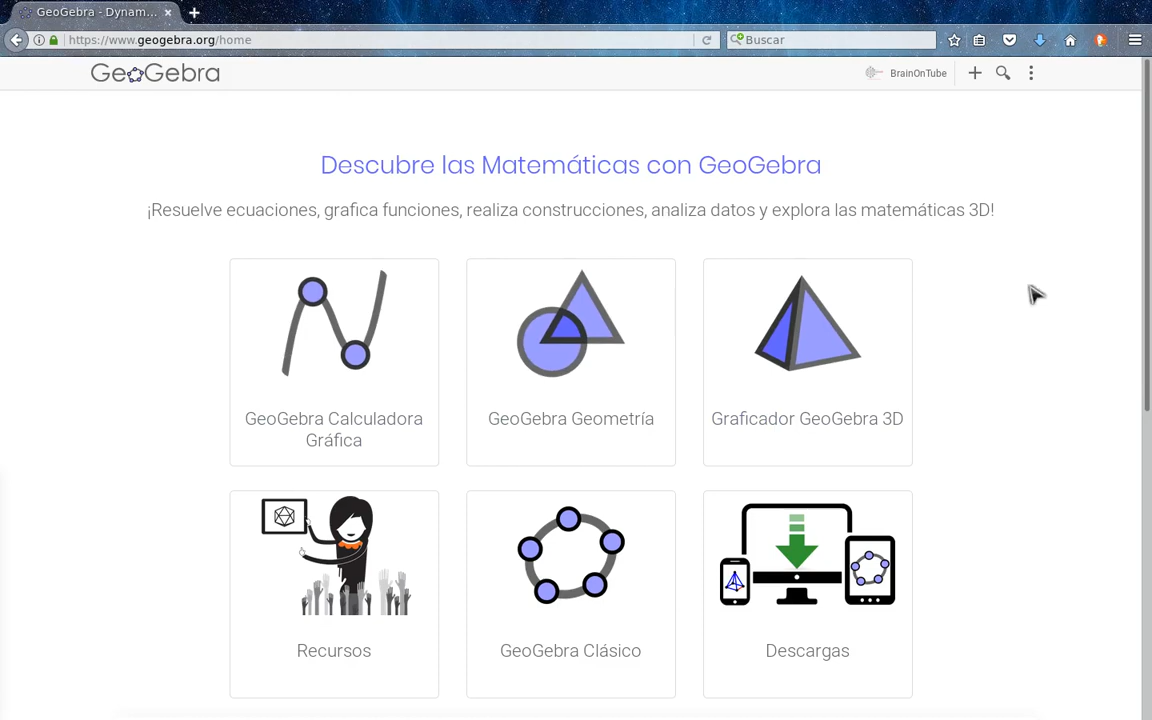 GeoGebra - Dynam...
https://www.geogebra.org/home
Buscar
GeoGebra
BrainOnTube
Descubre las Matemáticas con GeoGebra
¡Resuelve ecuaciones, grafica funciones, realiza construcciones, analiza datos y explora las matemáticas 3D!
GeoGebra Calculadora
Gráfica
GeoGebra Geometría
Graficador GeoGebra 3D
Recursos
GeoGebra Clásico
Descargas